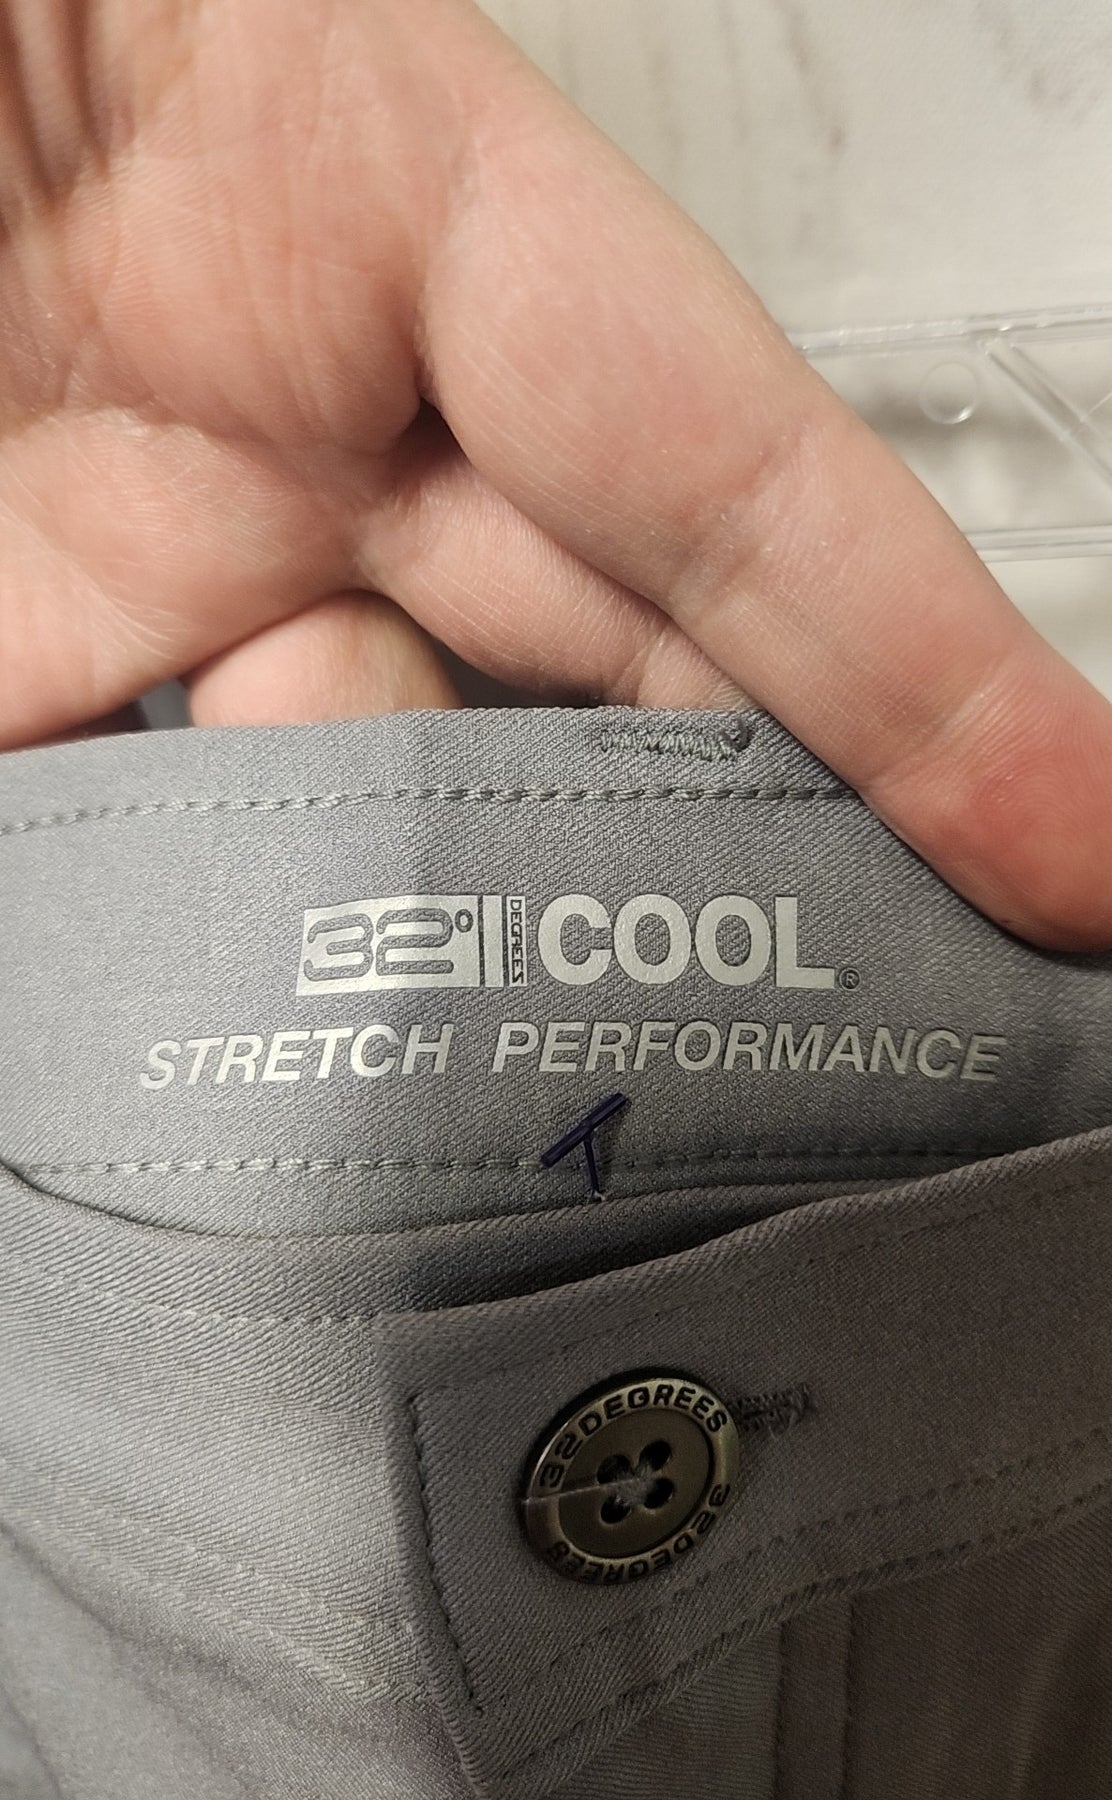 32° DEGREES COOL®
STRETCH PERFORMANCE
32 DEGREES 32 DEGREES